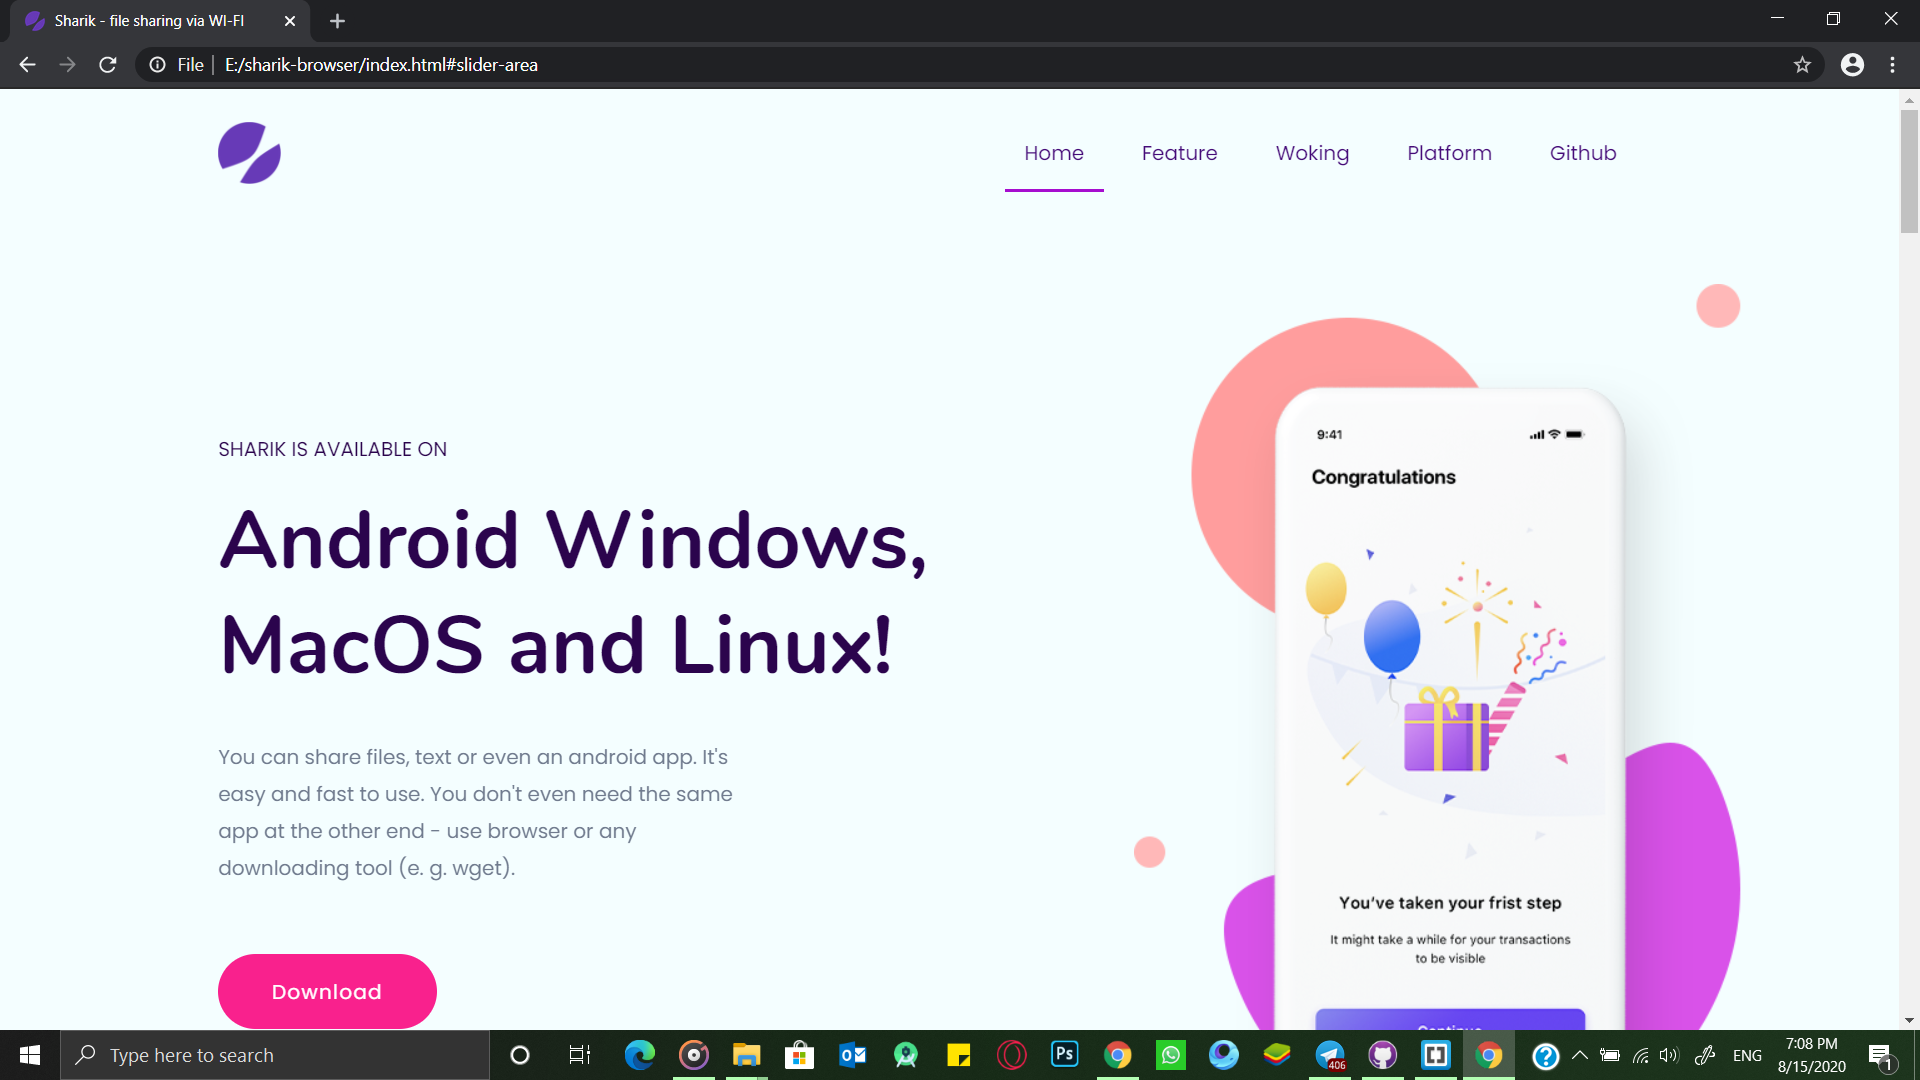 Sharik - file sharing via WI-FI
File
E:/sharik-browser/index.html#slider-area
Home Feature Woking Platform Github
SHARIK IS AVAILABLE ON
Android Windows,
MacOS and Linux!
You can share files, text or even an android app. It's
easy and fast to use. You don't even need the same
app at the other end - use browser or any
downloading tool (e. g. wget).
Download
9:41
Congratulations
You've taken your frist step
It might take a while for your transactions
to be visible
Continue
Type here to search
Ps
406
ENG
7:08 PM
8/15/2020
1